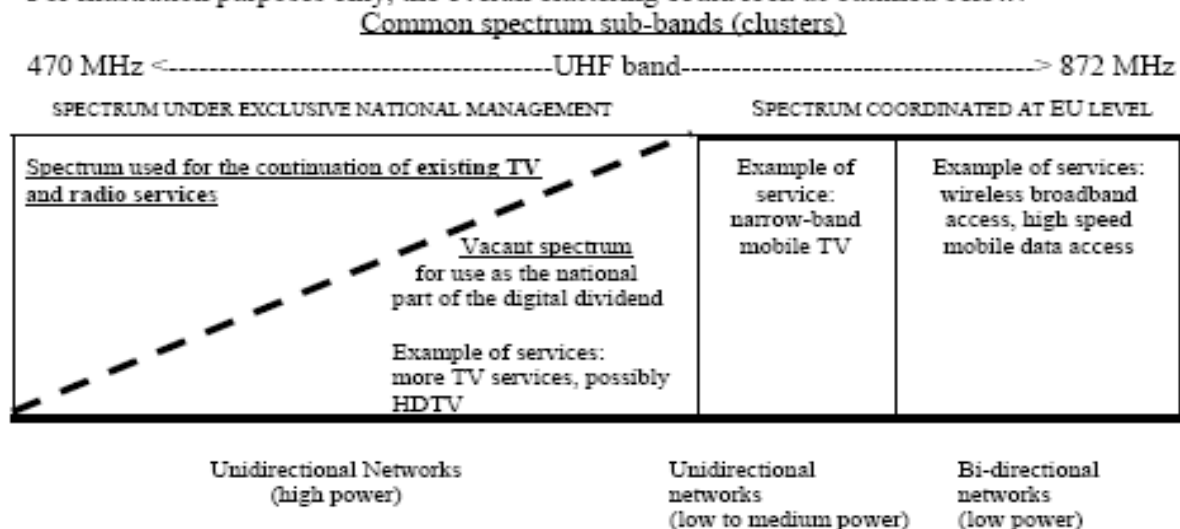 Common spectrum sub-bands (clusters)
470 MHz <------------------------------------UHF band---------------------------------> 872 MHz
SPECTRUM UNDER EXCLUSIVE NATIONAL MANAGEMENT
SPECTRUM COORDINATED AT EU LEVEL
Spectrum used for the continuation of existing TV
and radio services
Vacant spectrum
for use as the national
part of the digital dividend
Example of services:
more TV services, possibly
HDTV
Example of
service:
narrow-band
mobile TV
Example of services:
wireless broadband
access, high speed
mobile data access
Unidirectional Networks
(high power)
Unidirectional
networks
(low to medium power)
Bi-directional
networks
(low power)